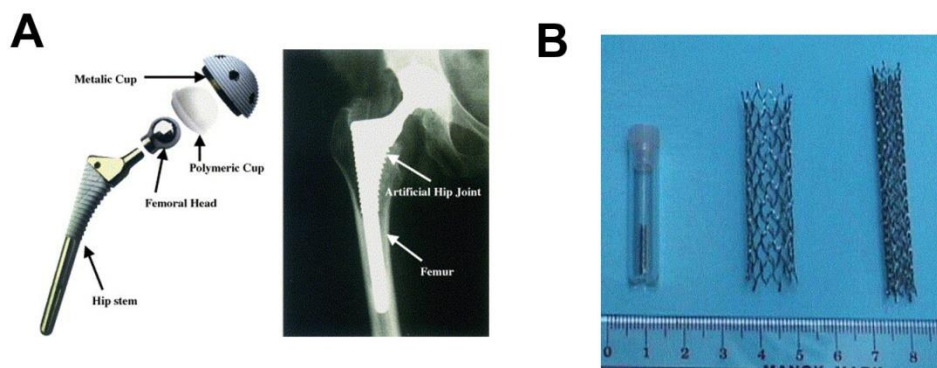 A
Metalic Cup
Polymeric Cup
Femoral Head
Hip stem
Artificial Hip Joint
Femur
B
0 1 2 3 4 5 6 7 8